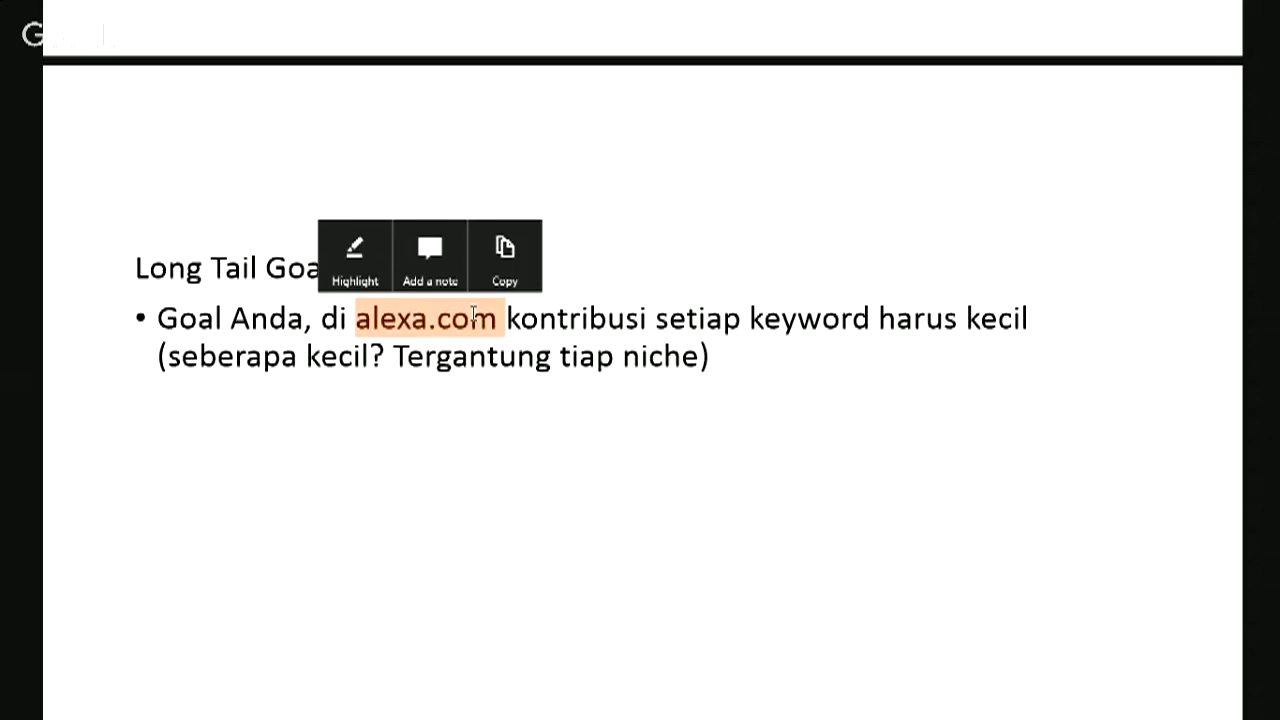 Highlight Add a note Copy
Long Tail
• Goal Anda, di alexa.com kontribusi setiap keyword harus kecil
(seberapa kecil? Tergantung tiap niche)